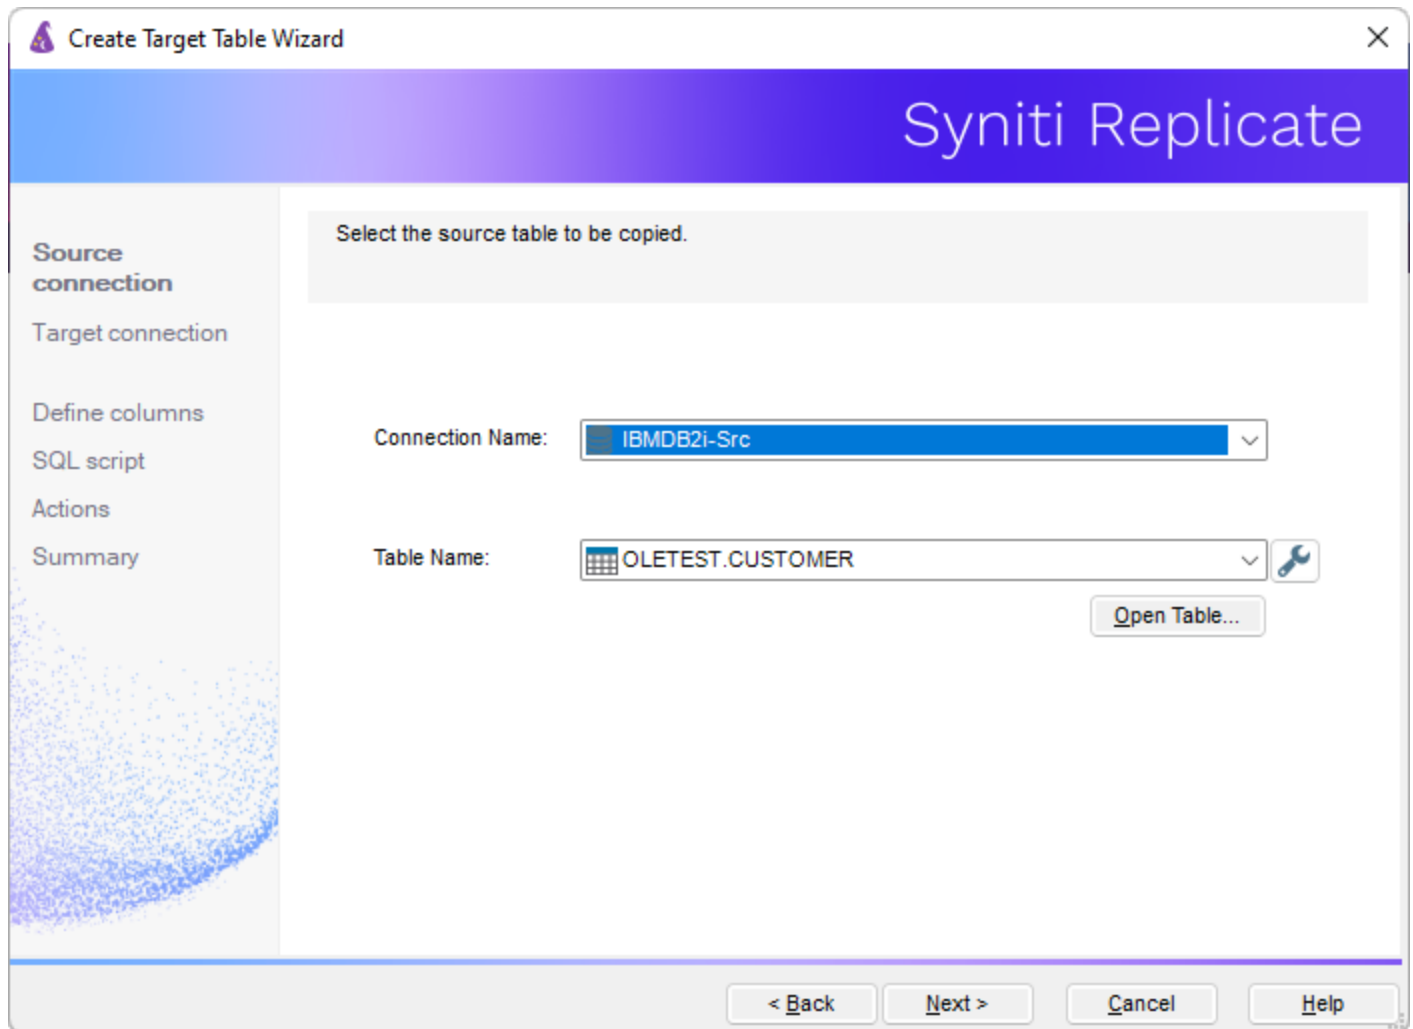 Create Target Table Wizard
Syniti Replicate
Source
connection
Target connection
Define columns
SQL script
Actions
Summary
Select the source table to be copied.
Connection Name: IBMDB2i-Src
Table Name: OLETEST.CUSTOMER
Open Table...
< Back Next > Cancel Help